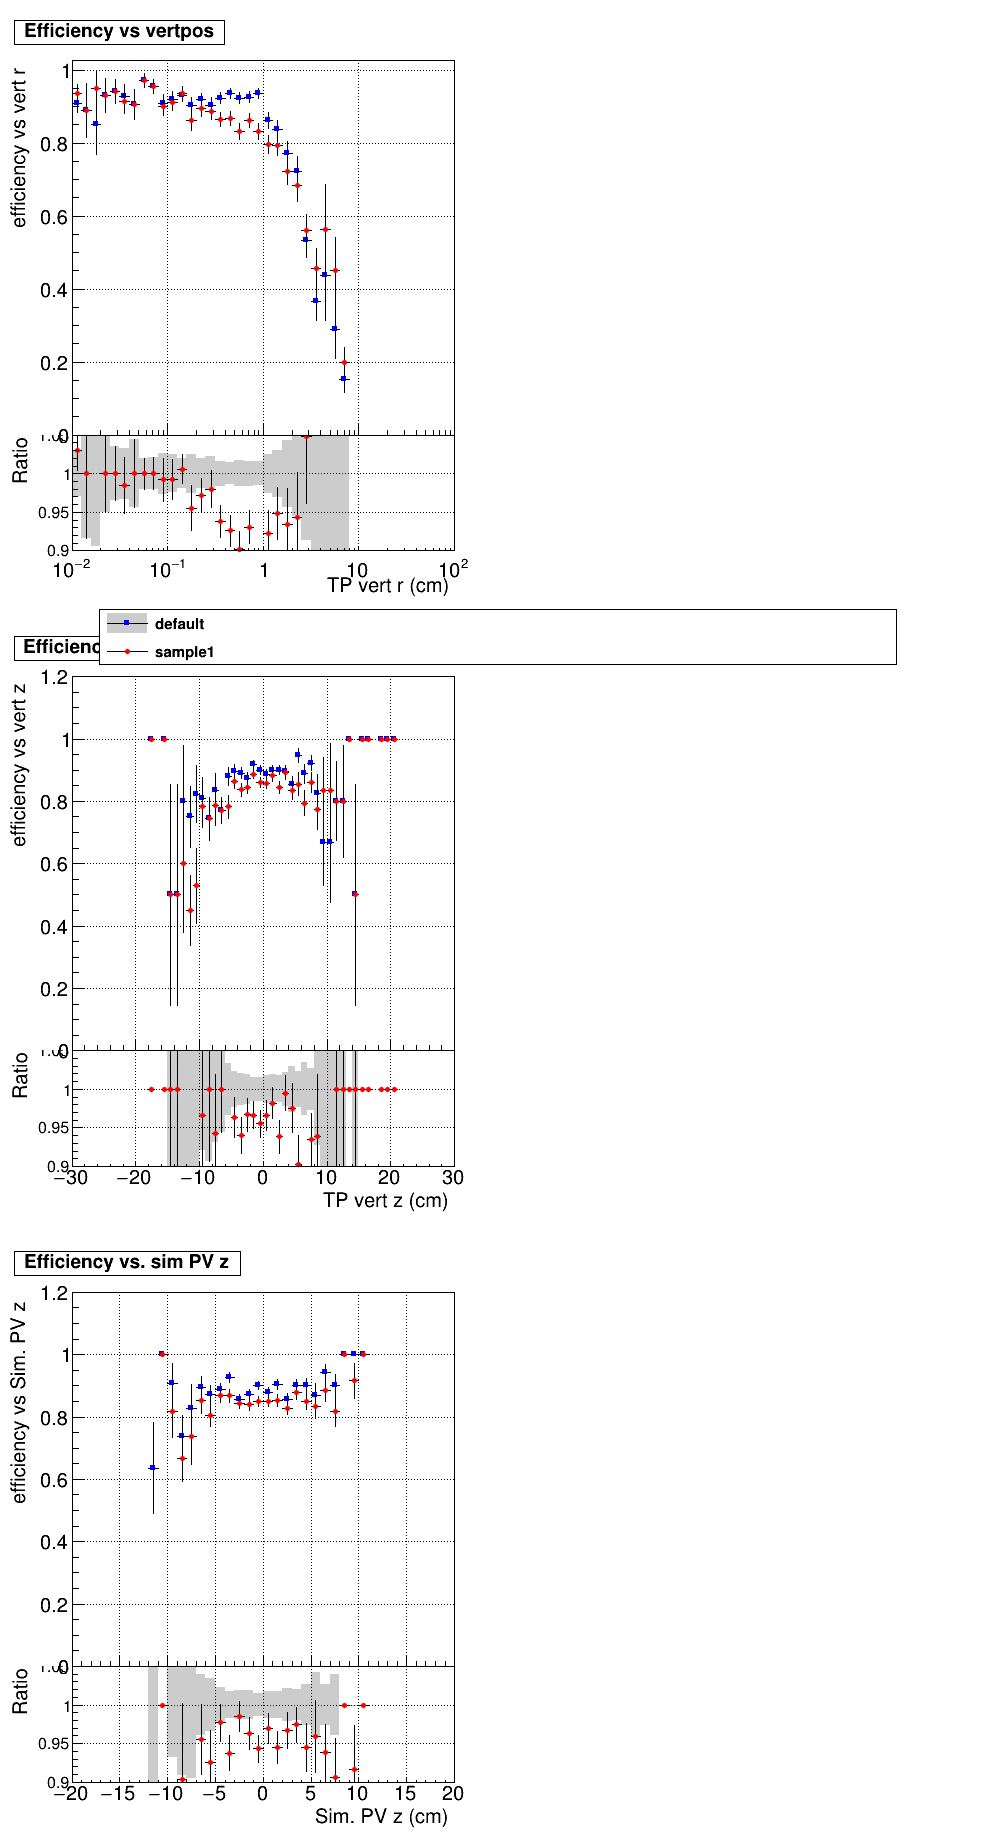 Efficiency vs vertpos
efficiency vs vert r
1
0.8
0.6
0.4
0.2
0
Ratio
1
0.95
0.9
10⁻² 10⁻¹ 1 10 10²
TP vert r (cm)
default
sample1
efficiency vs vert z
1.2
1
0.8
0.6
0.4
0.2
0
Ratio
1
0.95
0.9
−30 −20 −10 0 10 20 30
TP vert z (cm)
Efficiency vs. sim PV z
efficiency vs Sim. PV z
1.2
1
0.8
0.6
0.4
0.2
0
Ratio
1
0.95
0.9
−20 −15 −10 −5 0 5 10 15 20
Sim. PV z (cm)